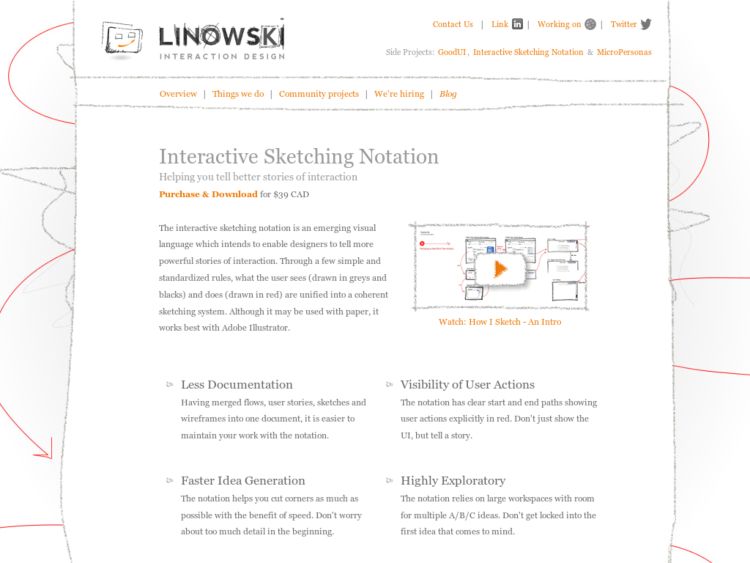 LINOWSKI
INTERACTION DESIGN
Contact Us | Link in | Working on | Twitter
Side Projects: GoodUI , Interactive Sketching Notation & MicroPersonas
Overview | Things we do | Community projects | We're hiring | Blog
Interactive Sketching Notation
Helping you tell better stories of interaction
Purchase & Download for $39 CAD
The interactive sketching notation is an emerging visual
language which intends to enable designers to tell more
powerful stories of interaction. Through a few simple and
standardized rules, what the user sees (drawn in greys and
blacks) and does (drawn in red) are unified into a coherent
sketching system. Although it may be used with paper, it
works best with Adobe Illustrator.
Watch: How I Sketch - An Intro
Less Documentation
Having merged flows, user stories, sketches and
wireframes into one document, it is easier to
maintain your work with the notation.
Visibility of User Actions
The notation has clear start and end paths showing
user actions explicitly in red. Don't just show the
UI, but tell a story.
Faster Idea Generation
The notation helps you cut corners as much as
possible with the benefit of speed. Don't worry
about too much detail in the beginning.
Highly Exploratory
The notation relies on large workspaces with room
for multiple A/B/C ideas. Don't get locked into the
first idea that comes to mind.